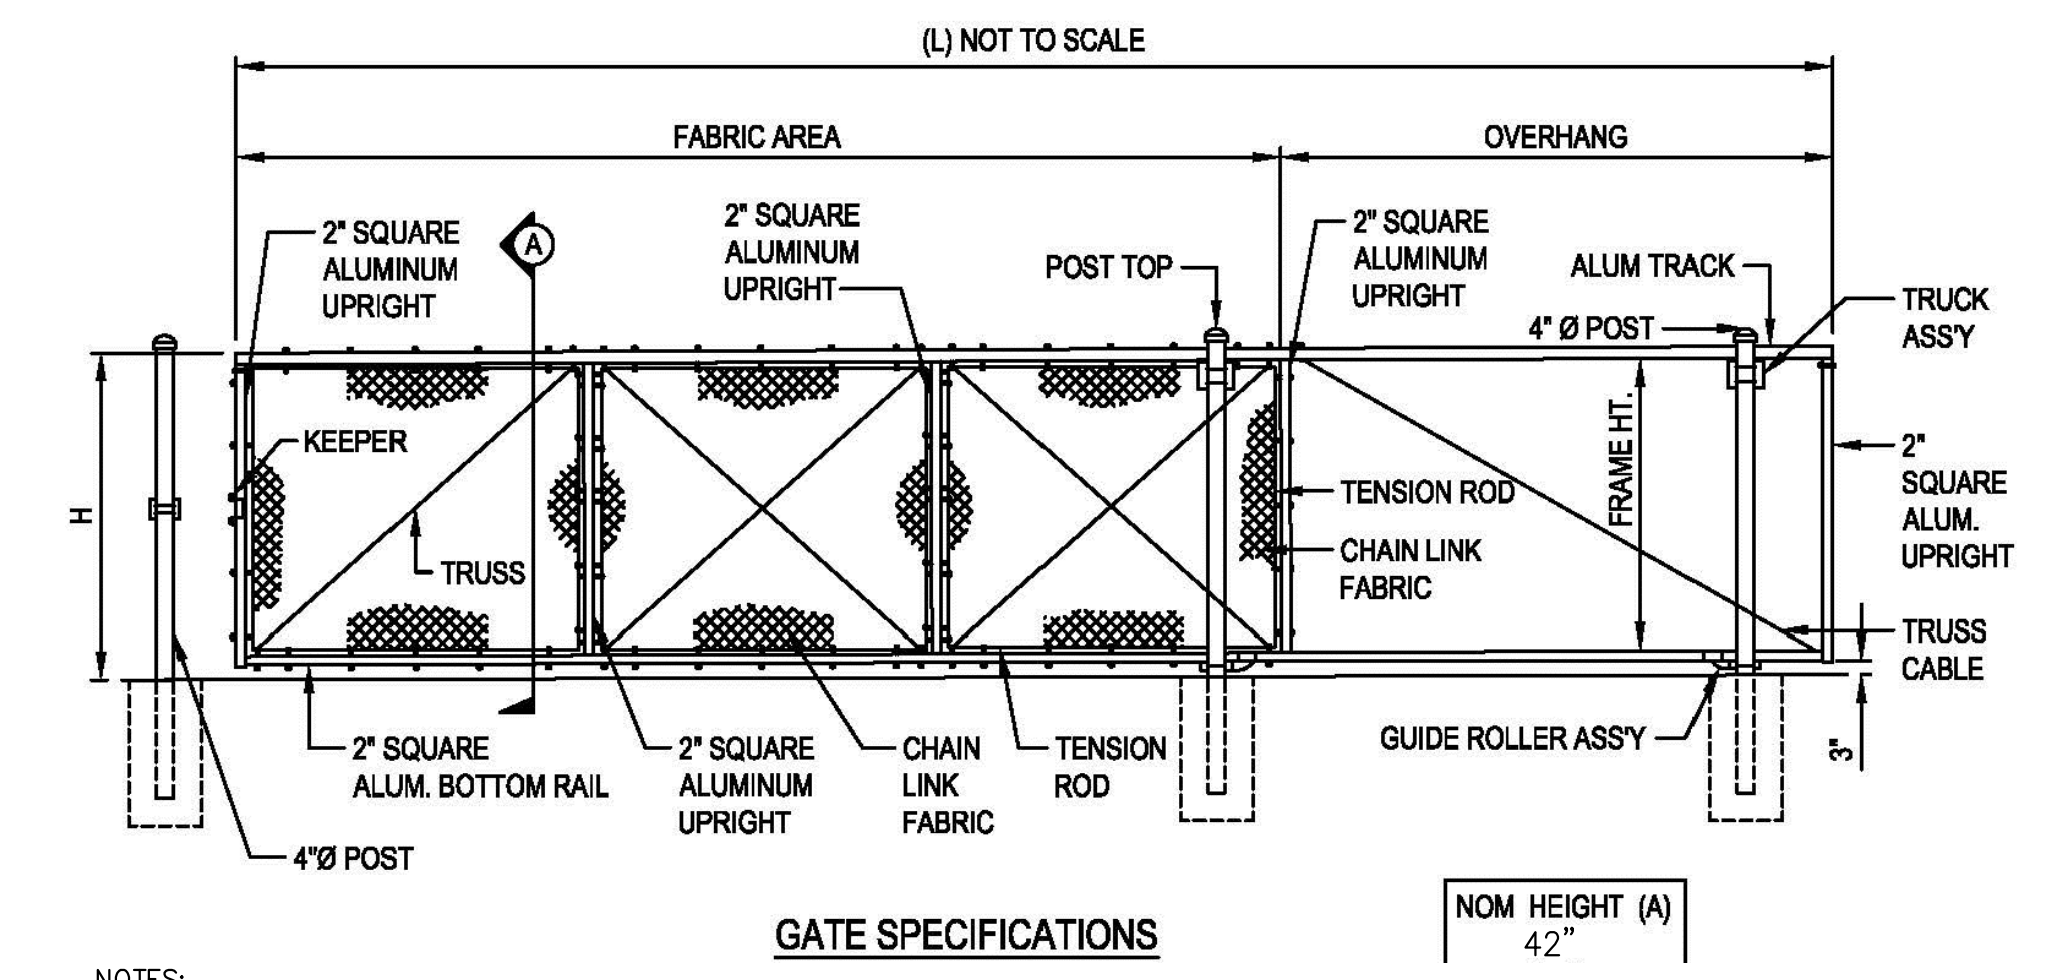 (L) NOT TO SCALE
FABRIC AREA
OVERHANG
2" SQUARE
ALUMINUM
UPRIGHT
A
2" SQUARE
ALUMINUM
UPRIGHT
POST TOP
2" SQUARE
ALUMINUM
UPRIGHT
ALUM TRACK
4" Ø POST
TRUCK
ASS'Y
KEEPER
H
TRUSS
TENSION ROD
CHAIN LINK
FABRIC
FRAME HT.
2"
SQUARE
ALUM.
UPRIGHT
TRUSS
CABLE
2" SQUARE
ALUM. BOTTOM RAIL
2" SQUARE
ALUMINUM
UPRIGHT
CHAIN
LINK
FABRIC
TENSION
ROD
GUIDE ROLLER ASS'Y
3"
4"Ø POST
GATE SPECIFICATIONS
NOM HEIGHT (A)
42”
NOTES: